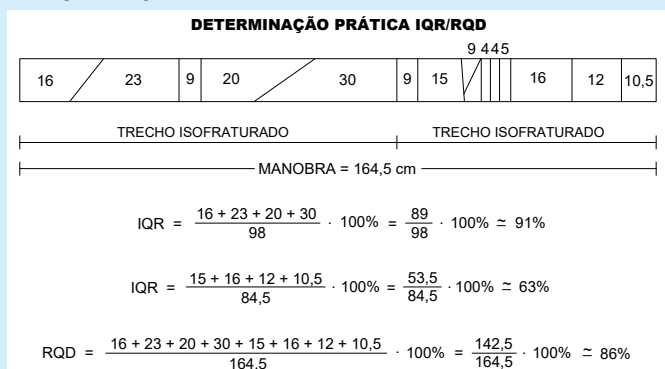 DETERMINAÇÃO PRÁTICA IQR/RQD
9 4 4 5
16 23 9 20 30 9 15 16 12 10,5
TRECHO ISOFRATURADO TRECHO ISOFRATURADO
MANOBRA = 164,5 cm
IQR = 16 + 23 + 20 + 30 / 98 · 100% = 89 / 98 · 100% ≃ 91%
IQR = 15 + 16 + 12 + 10,5 / 84,5 · 100% = 53,5 / 84,5 · 100% ≃ 63%
RQD = 16 + 23 + 20 + 30 + 15 + 16 + 12 + 10,5 / 164,5 · 100% = 142,5 / 164,5 · 100% ≃ 86%